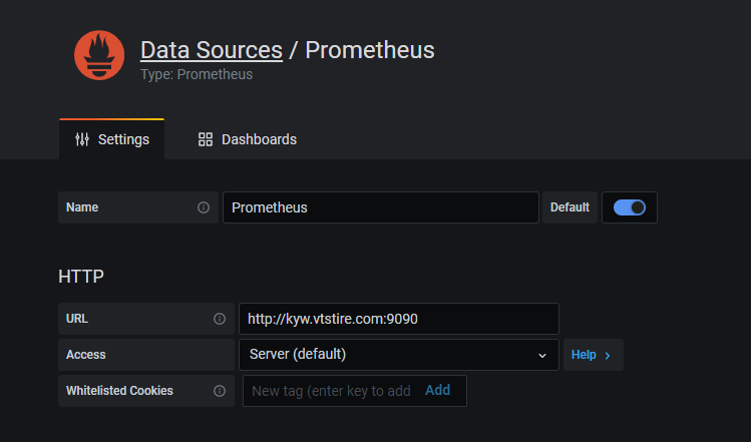 Data Sources / Prometheus
Type: Prometheus
Settings
Dashboards
Name
Prometheus
Default
HTTP
URL
http://kyw.vtstire.com:9090
Access
Server (default)
Help >
Whitelisted Cookies
New tag (enter key to add
Add